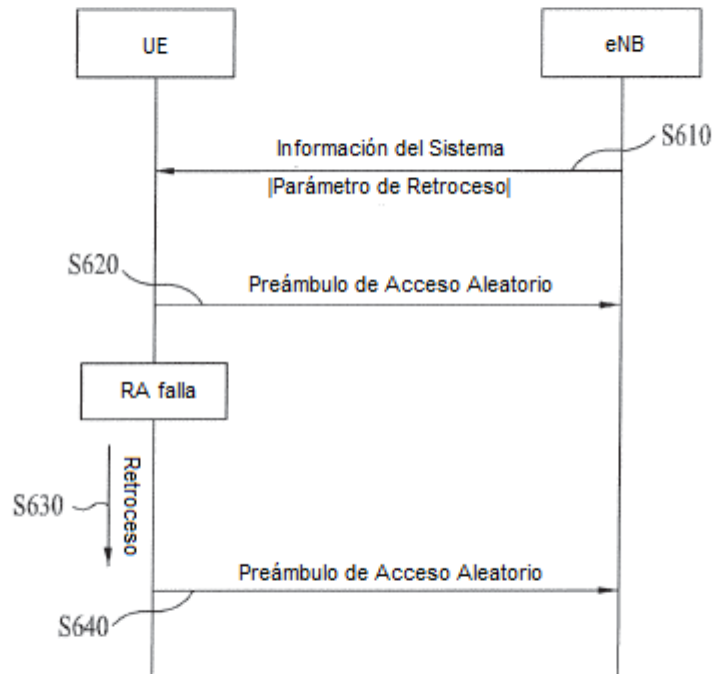 UE
eNB
S610
Información del Sistema
|Parámetro de Retroceso|
S620
Preámbulo de Acceso Aleatorio
RA falla
Retroceso
S630
Preámbulo de Acceso Aleatorio
S640